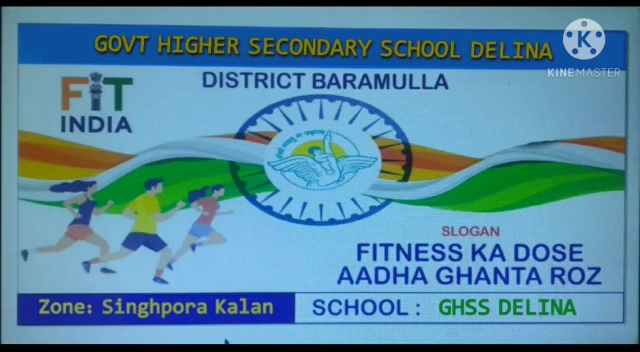 GOVT HIGHER SECONDARY SCHOOL DELINA
KINEMASTER
DISTRICT BARAMULLA
FIT
INDIA
SLOGAN
FITNESS KA DOSE
AADHA GHANTA ROZ
Zone: Singhpora Kalan
SCHOOL : GHSS DELINA